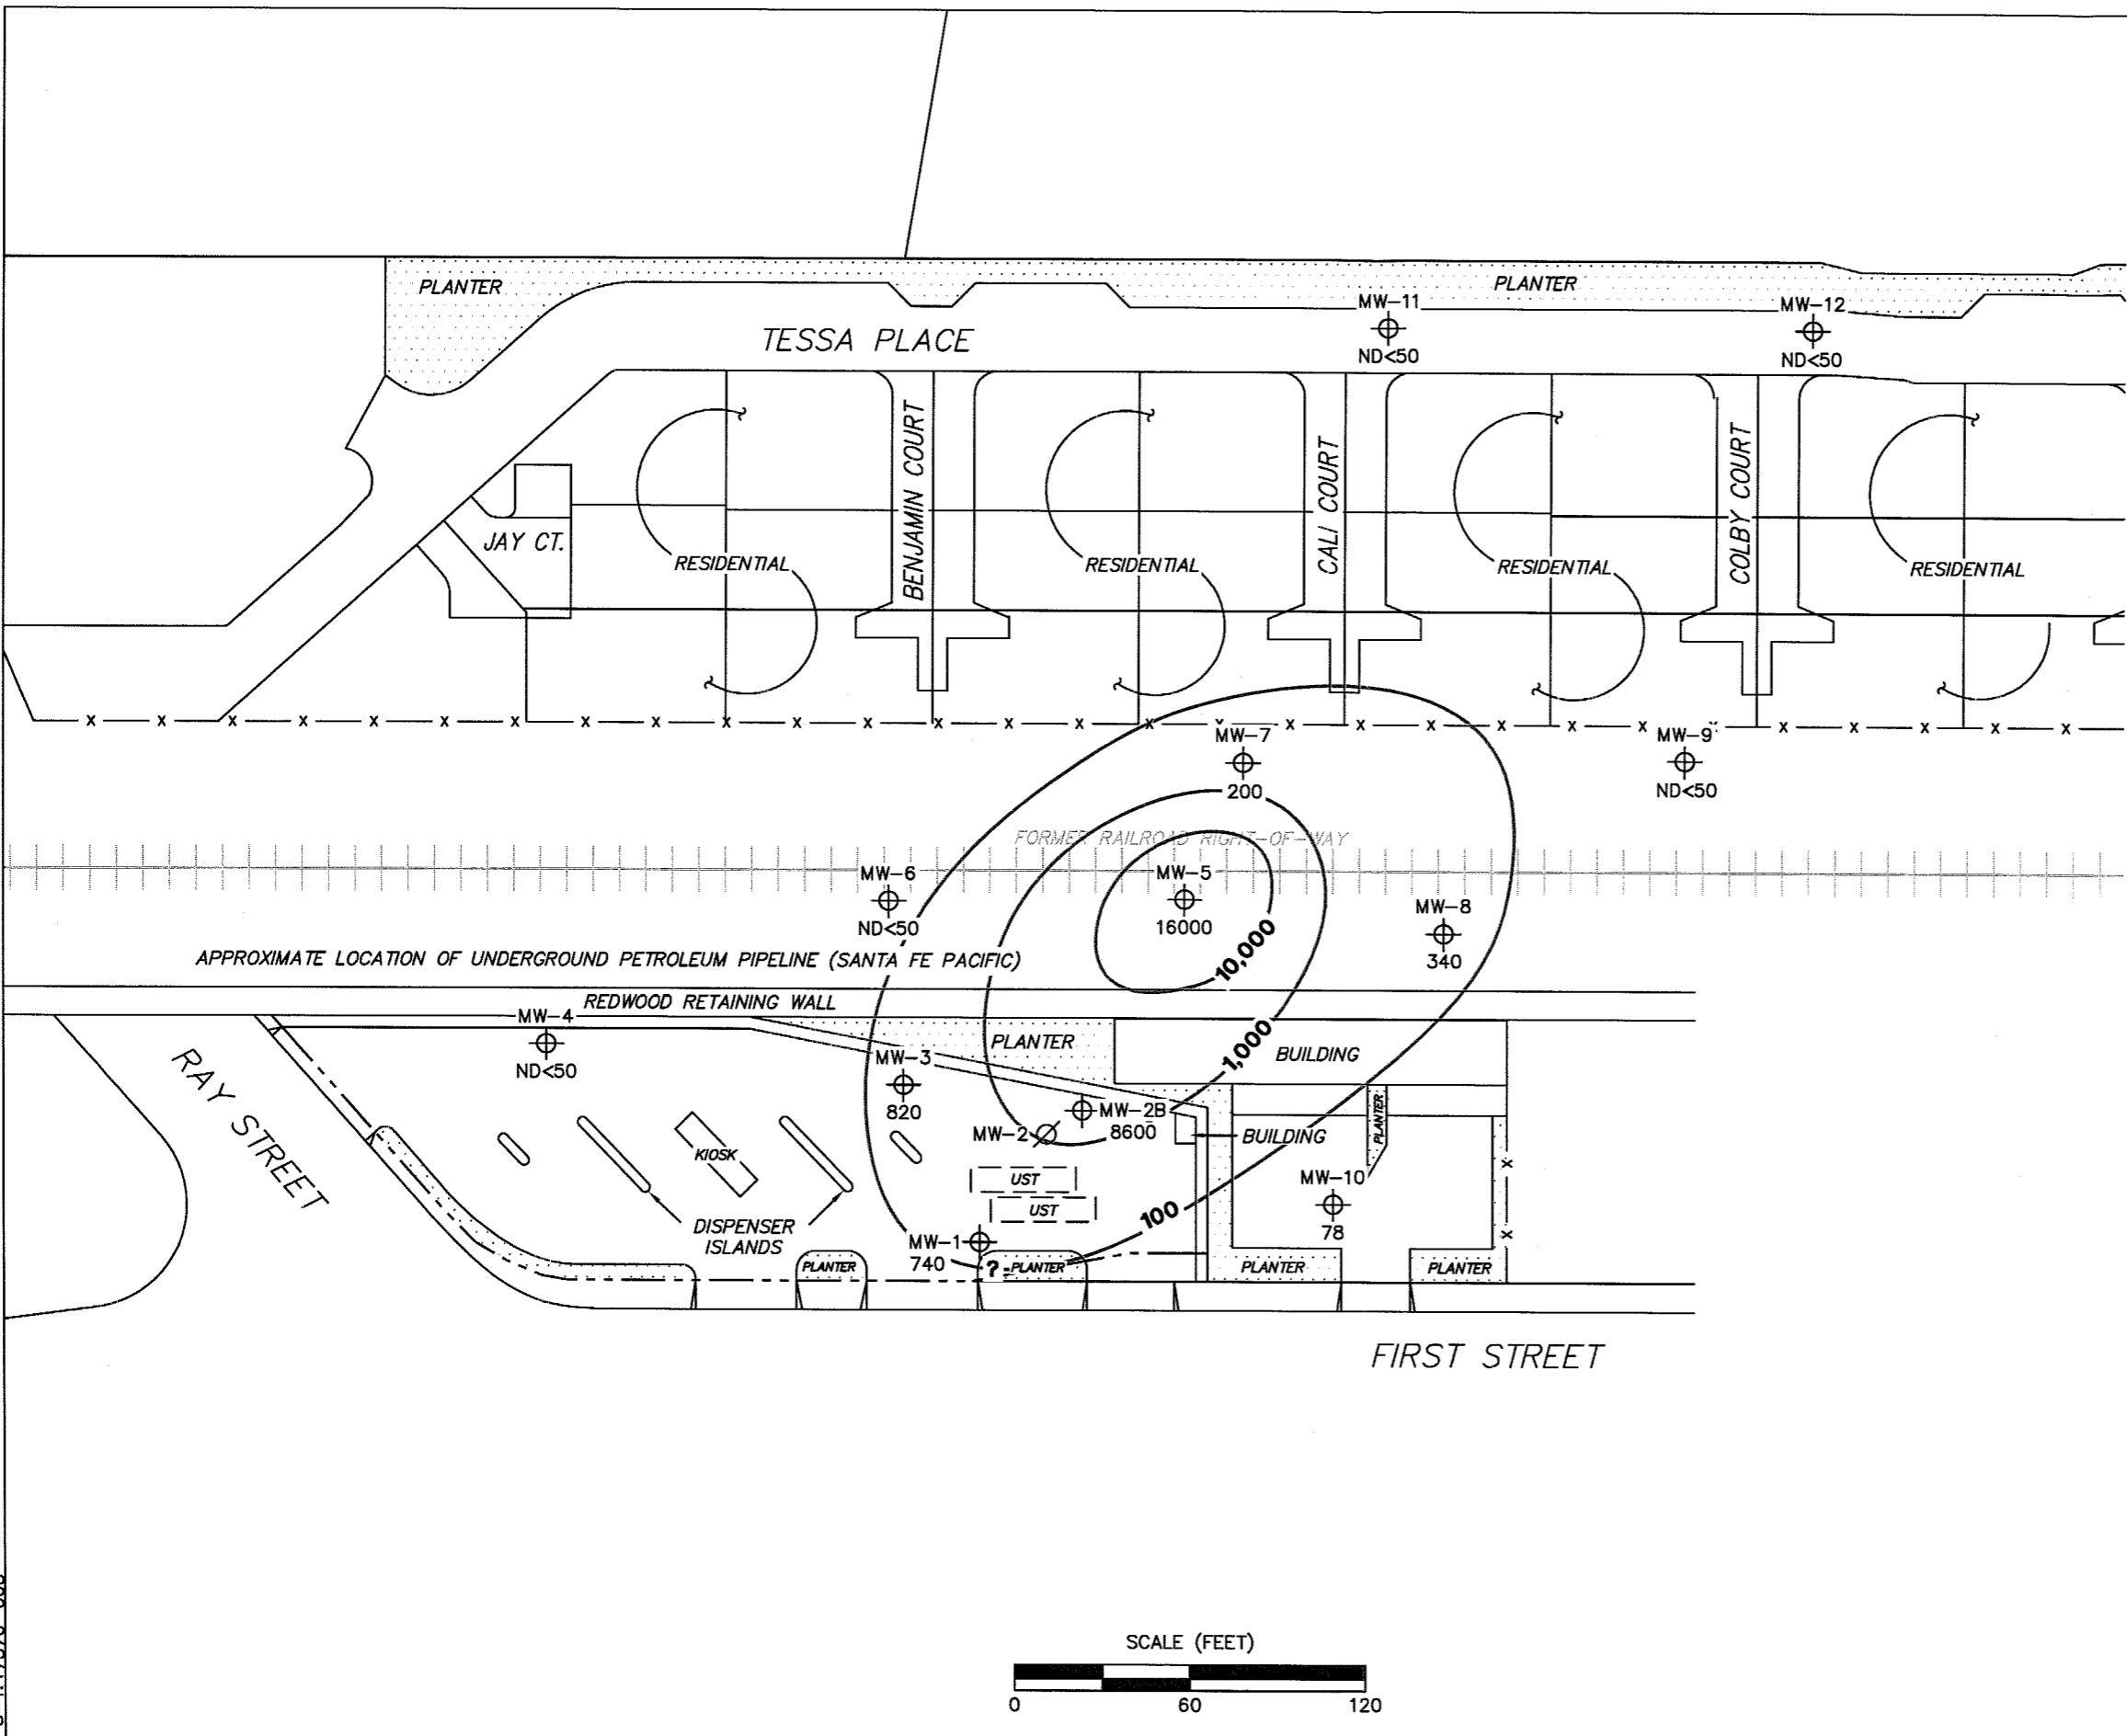 PLANTER
PLANTER
MW-11
ND<50
MW-12
ND<50
TESSA PLACE
BENJAMIN COURT
CALI COURT
COLBY COURT
JAY CT.
RESIDENTIAL
RESIDENTIAL
RESIDENTIAL
RESIDENTIAL
x x x x x x x x x x x x x x x x x x x x x x x x x x x x x
MW-7
200
MW-9
ND<50
FORMER RAILROAD RIGHT-OF-WAY
MW-6
ND<50
MW-5
16000
MW-8
340
10,000
APPROXIMATE LOCATION OF UNDERGROUND PETROLEUM PIPELINE (SANTA FE PACIFIC)
REDWOOD RETAINING WALL
MW-4
ND<50
RAY STREET
MW-3
820
PLANTER
1,000
BUILDING
MW-2B
8600
MW-2
BUILDING
PLANTER
KIOSK
UST
UST
DISPENSER
ISLANDS
MW-10
78
x
x
100
MW-1
740
?
PLANTER
PLANTER
PLANTER
PLANTER
FIRST STREET
SCALE (FEET)
0 60 120